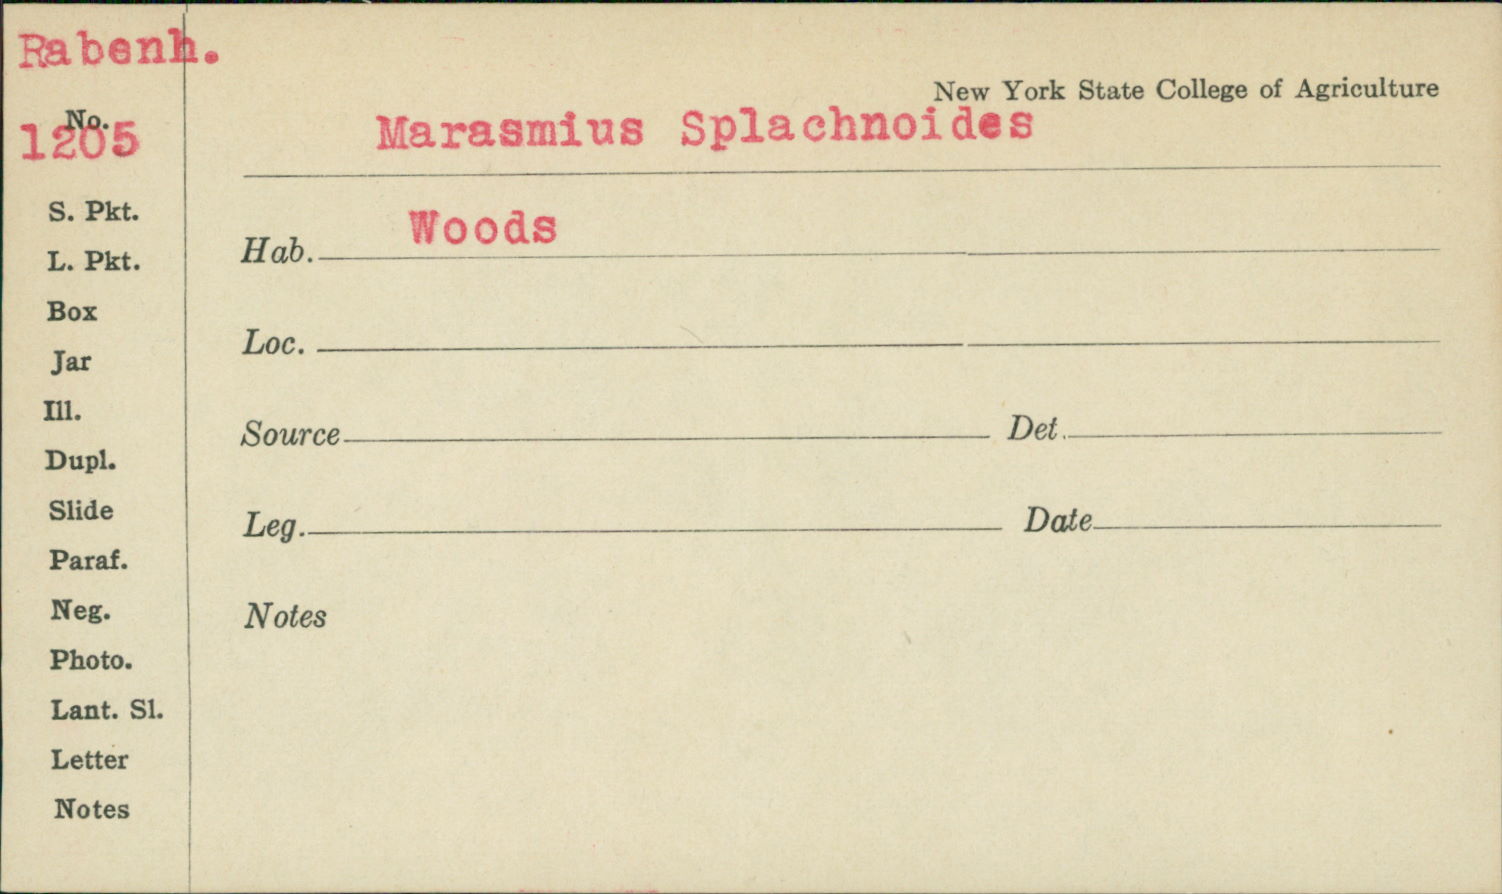 Rabenh.
New York State College of Agriculture
No.
1205
Marasmius Splachnoides
S. Pkt.
Hab. Woods
L. Pkt.
Box
Loc.
Jar
Ill.
Source Det.
Dupl.
Slide
Leg. Date
Paraf.
Neg.
Notes
Photo.
Lant. Sl.
Letter
Notes